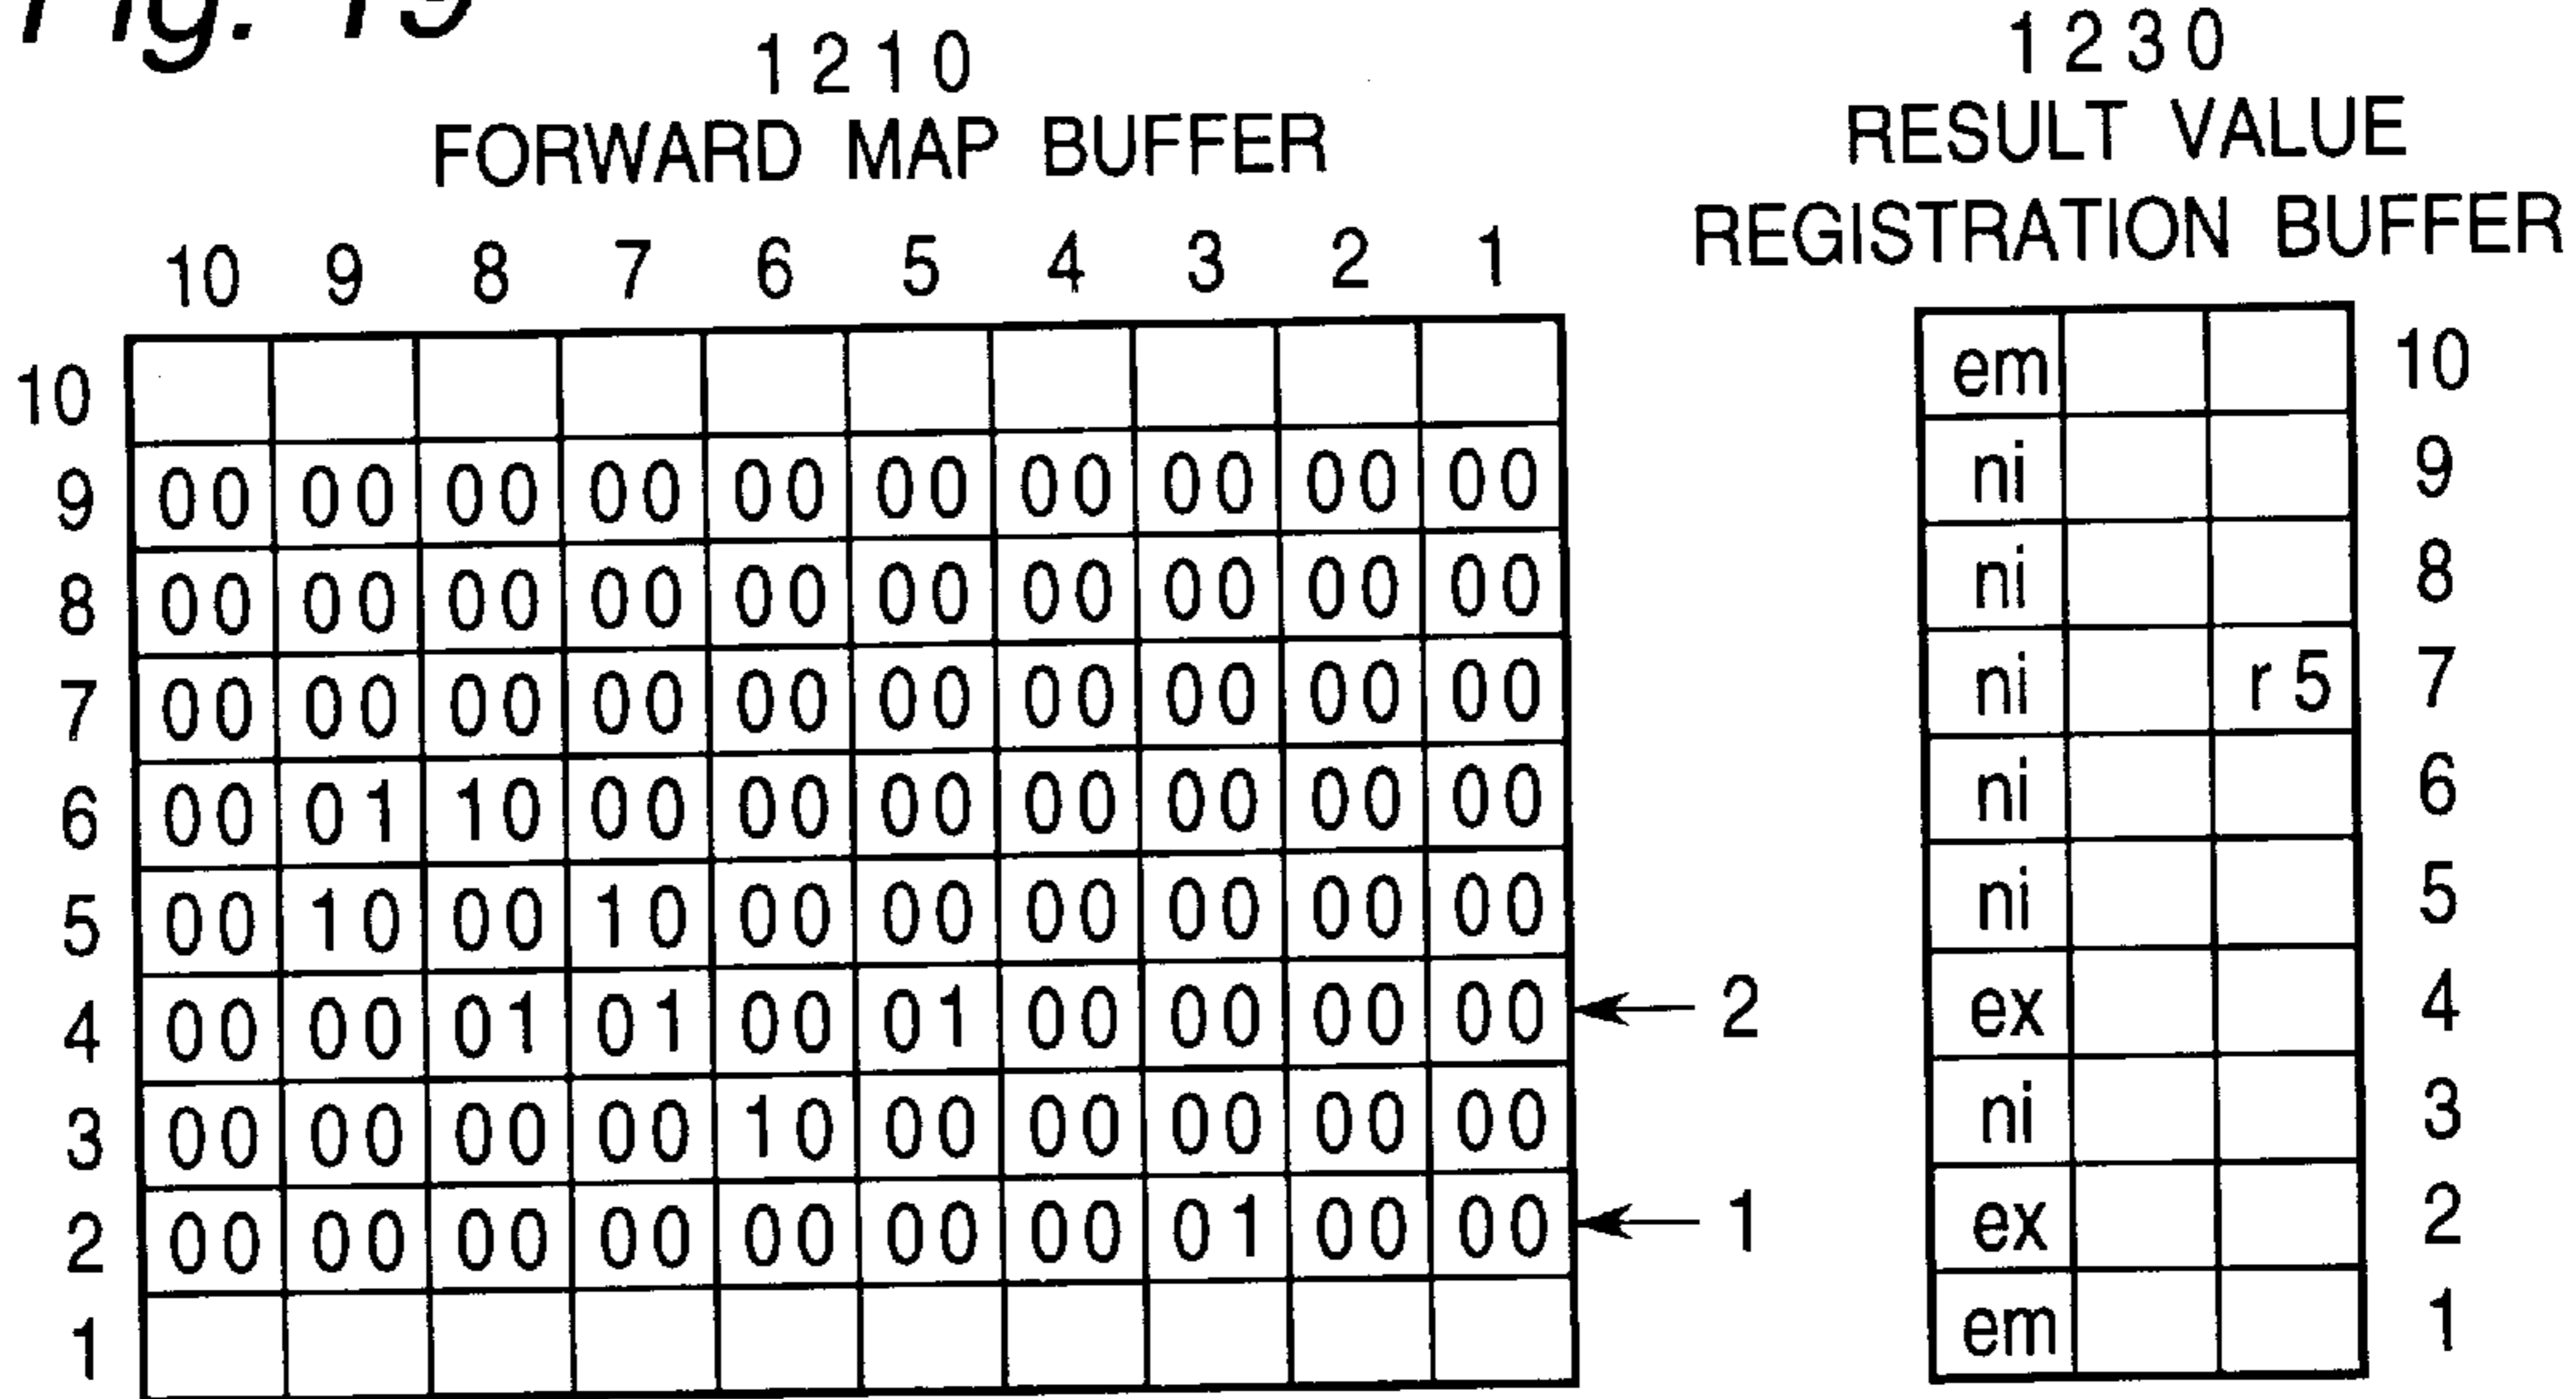 Fig. 19
1210
FORWARD MAP BUFFER
10 9 8 7 6 5 4 3 2 1
10
9 00 00 00 00 00 00 00 00 00 00
8 00 00 00 00 00 00 00 00 00 00
7 00 00 00 00 00 00 00 00 00 00
6 00 01 10 00 00 00 00 00 00 00
5 00 10 00 10 00 00 00 00 00 00
4 00 00 01 01 00 01 00 00 00 00 2
3 00 00 00 00 10 00 00 00 00 00
2 00 00 00 00 00 00 00 01 00 00 1
1
1230
RESULT VALUE
REGISTRATION BUFFER
em 10
ni 9
ni 8
ni r5 7
ni 6
ni 5
ex 4
ni 3
ex 2
em 1